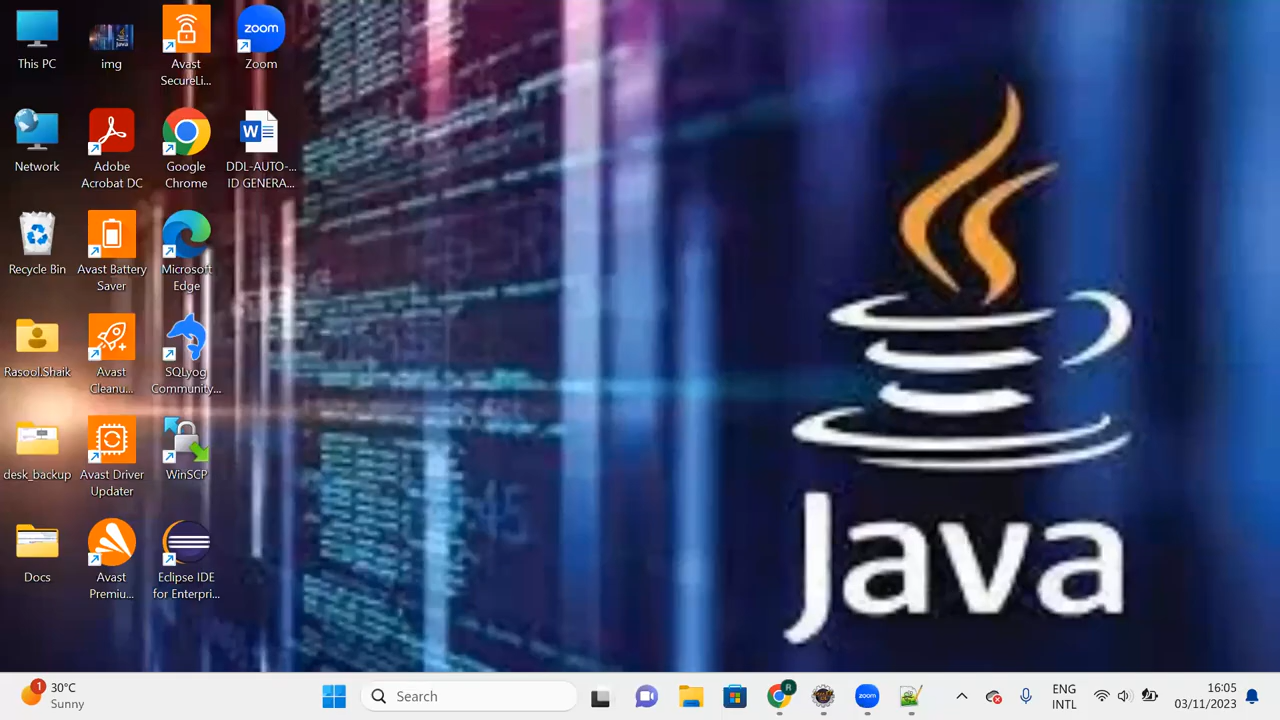 This PC
img
Avast
SecureLi...
zoom
Zoom
Network
Adobe
Acrobat DC
Google
Chrome
W
DDL-AUTO-...
ID GENERA...
Recycle Bin
Avast Battery
Saver
Microsoft
Edge
Rasool.Shaik
Avast
Cleanu...
SQLyog
Community...
desk_backup
Avast Driver
Updater
WinSCP
Docs
Avast
Premiu...
Eclipse IDE
for Enterpri...
Java
1
30°C
Sunny
Search
R
zoom
ENG
INTL
16:05
03/11/2023